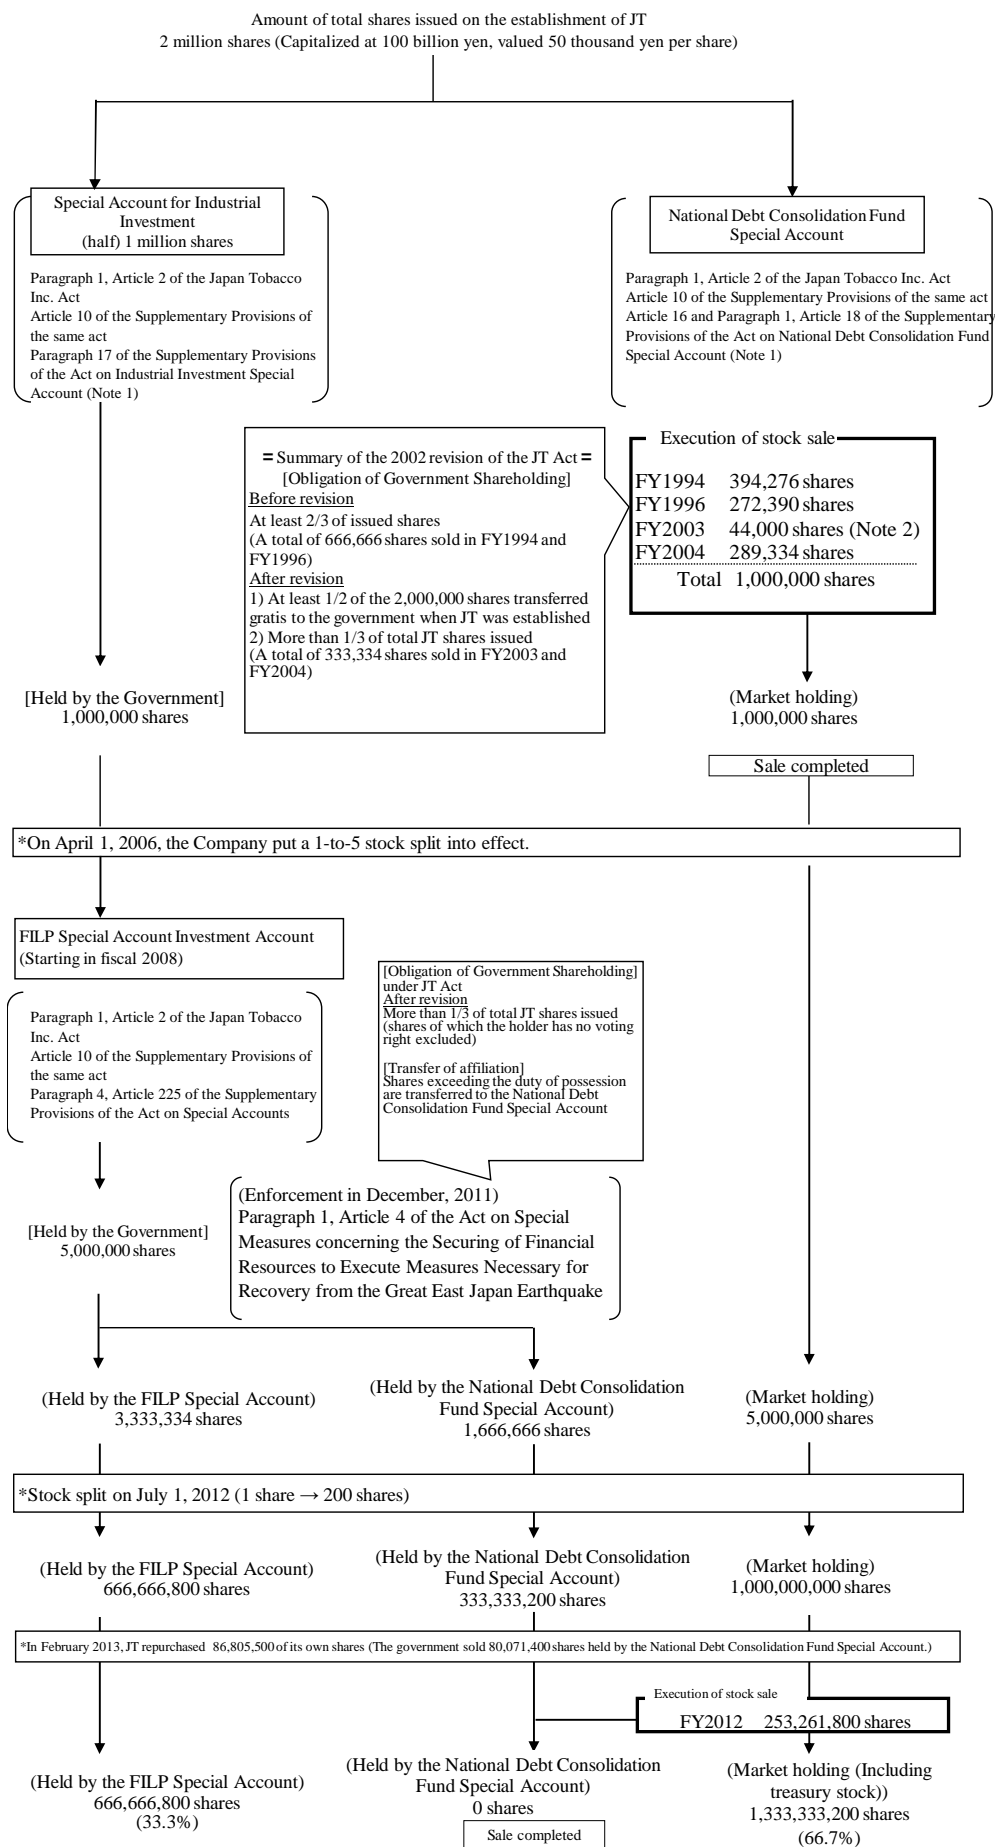 Amount of total shares issued on the establishment of JT
2 million shares (Capitalized at 100 billion yen, valued 50 thousand yen per share)
Special Account for Industrial
Investment
(half) 1 million shares
Paragraph 1, Article 2 of the Japan Tobacco
Inc. Act
Article 10 of the Supplementary Provisions of
the same act
Paragraph 17 of the Supplementary Provisions
of the Act on Industrial Investment Special
Account (Note 1)
National Debt Consolidation Fund
Special Account
Paragraph 1, Article 2 of the Japan Tobacco Inc. Act
Article 10 of the Supplementary Provisions of the same act
Article 16 and Paragraph 1, Article 18 of the Supplementary
Provisions of the Act on National Debt Consolidation Fund
Special Account (Note 1)
= Summary of the 2002 revision of the JT Act =
[Obligation of Government Shareholding]
Before revision
At least 2/3 of issued shares
(A total of 666,666 shares sold in FY1994 and
FY1996)
After revision
1) At least 1/2 of the 2,000,000 shares transferred
gratis to the government when JT was established
2) More than 1/3 of total JT shares issued
(A total of 333,334 shares sold in FY2003 and
FY2004)
Execution of stock sale
FY1994 394,276 shares
FY1996 272,390 shares
FY2003 44,000 shares (Note 2)
FY2004 289,334 shares
Total 1,000,000 shares
[Held by the Government]
1,000,000 shares
(Market holding)
1,000,000 shares
Sale completed
*On April 1, 2006, the Company put a 1-to-5 stock split into effect.
FILP Special Account Investment Account
(Starting in fiscal 2008)
Paragraph 1, Article 2 of the Japan Tobacco
Inc. Act
Article 10 of the Supplementary Provisions of
the same act
Paragraph 4, Article 225 of the Supplementary
Provisions of the Act on Special Accounts
[Obligation of Government Shareholding]
under JT Act
After revision
More than 1/3 of total JT shares issued
(shares of which the holder has no voting
right excluded)
[Transfer of affiliation]
Shares exceeding the duty of possession
are transferred to the National Debt
Consolidation Fund Special Account
[Held by the Government]
5,000,000 shares
(Enforcement in December, 2011)
Paragraph 1, Article 4 of the Act on Special
Measures concerning the Securing of Financial
Resources to Execute Measures Necessary for
Recovery from the Great East Japan Earthquake
(Held by the FILP Special Account)
3,333,334 shares
(Held by the National Debt Consolidation
Fund Special Account)
1,666,666 shares
(Market holding)
5,000,000 shares
*Stock split on July 1, 2012 (1 share → 200 shares)
(Held by the FILP Special Account)
666,666,800 shares
(Held by the National Debt Consolidation
Fund Special Account)
333,333,200 shares
(Market holding)
1,000,000,000 shares
*In February 2013, JT repurchased 86,805,500 of its own shares (The government sold 80,071,400 shares held by the National Debt Consolidation Fund Special Account.)
Execution of stock sale
FY2012 253,261,800 shares
(Held by the FILP Special Account)
666,666,800 shares
(33.3%)
(Held by the National Debt Consolidation
Fund Special Account)
0 shares
Sale completed
(Market holding (Including
treasury stock))
1,333,333,200 shares
(66.7%)